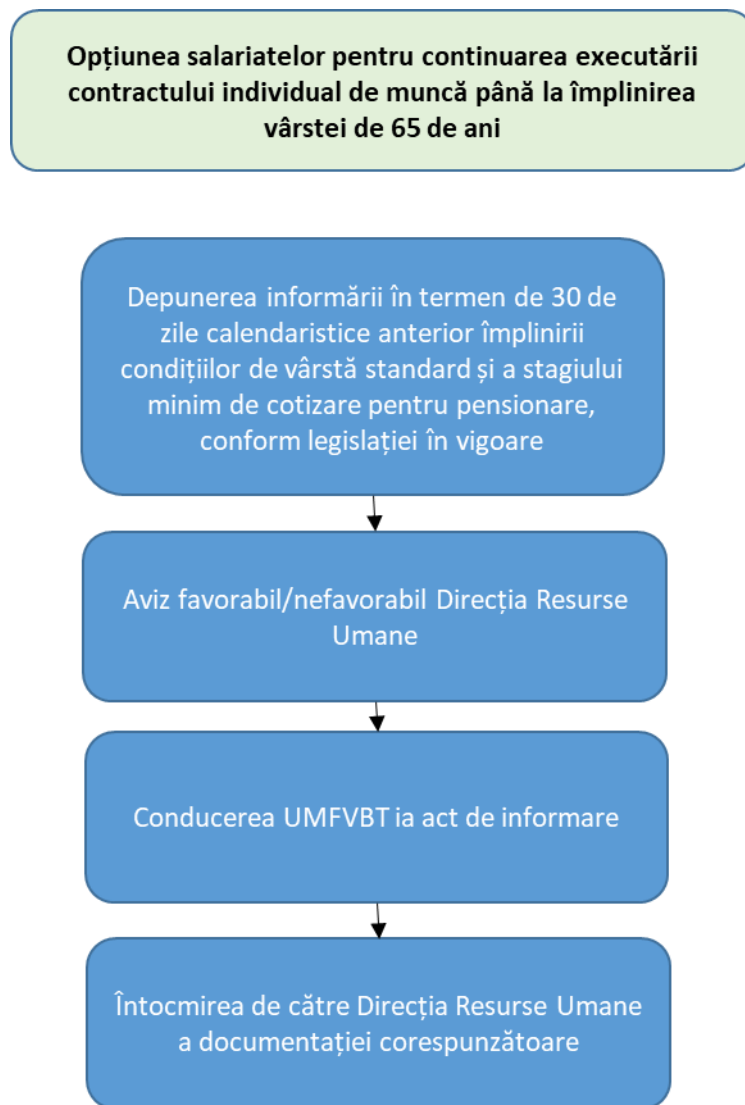 Opțiunea salariatelor pentru continuarea executării
contractului individual de muncă până la împlinirea
vârstei de 65 de ani
Depunerea informării în termen de 30 de
zile calendaristice anterior împlinirii
condițiilor de vârstă standard și a stagiului
minim de cotizare pentru pensionare,
conform legislației în vigoare
Aviz favorabil/nefavorabil Direcția Resurse
Umane
Conducerea UMFVBT ia act de informare
Întocmirea de către Direcția Resurse Umane
a documentației corespunzătoare